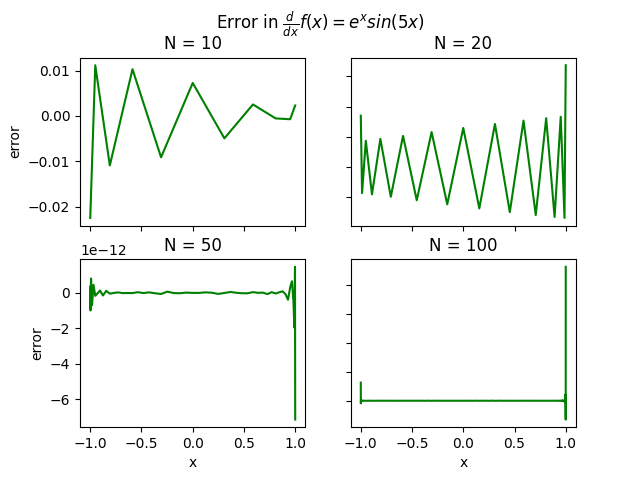 Error in d/dx f(x) = e^x sin(5x)
N = 10
N = 20
0.01
0.00
−0.01
−0.02
error
1e−12
N = 50
N = 100
0
−2
−4
−6
error
−1.0 −0.5 0.0 0.5 1.0
−1.0 −0.5 0.0 0.5 1.0
x
x